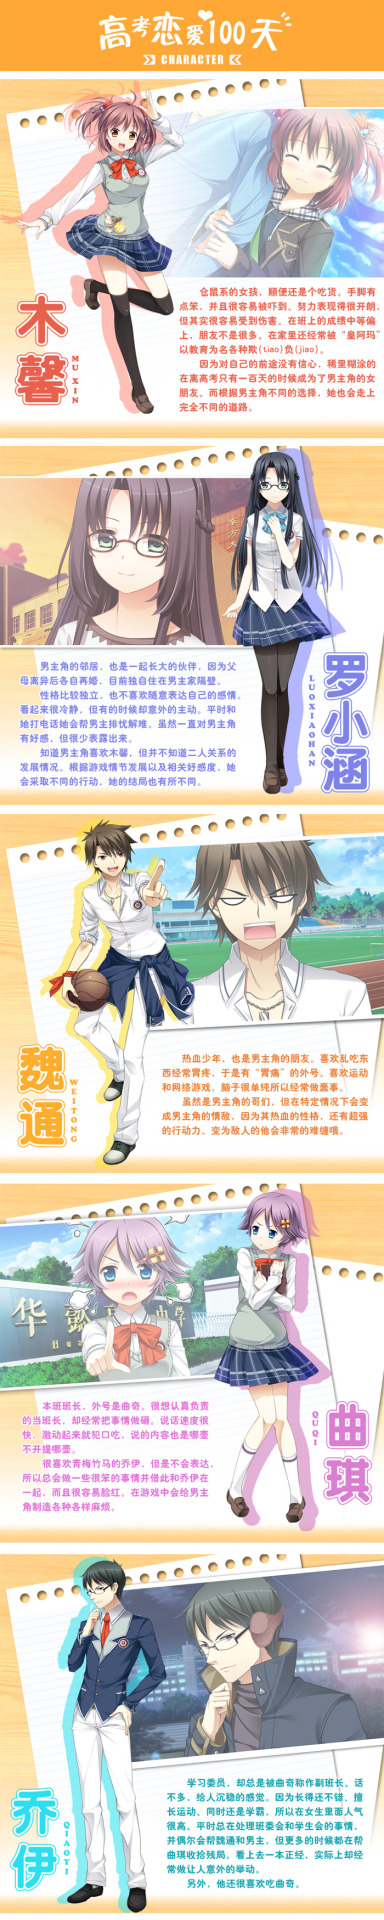 高考恋爱100天
CHARACTER
木馨
MU XIN
仓鼠系的女孩，顺便还是个吃货。手脚有
点笨，并且很容易被吓到。努力表现得很开朗，
但其实很容易受到伤害。在班上的成绩中等偏
上，朋友不是很多。在家里还经常被“皇阿玛”
以教育为名各种欺(tiao)负(jiao)。
因为对自己的前途没有信心，稀里糊涂的
在离高考只有一百天的时候成为了男主角的女
朋友。而根据男主角不同的选择，她也会走上
完全不同的道路。
东方大
罗小涵
LUOXIAOHAN
男主角的邻居，也是一起长大的伙伴，因为父
母离异后各自再婚，目前独自住在男主家隔壁。
性格比较独立，也不喜欢随意表达自己的感情。
看起来很冷静，但有的时候却意外的主动。平时和
她打电话她会帮男主排忧解难。虽然一直对男主角
有好感，但很少表露出来。
知道男主角喜欢木馨，但并不知道二人关系的
发展情况。根据游戏情节发展以及相关好感度，她
会采取不同的行动，她的结局也有所不同。
魏通
WEITONG
热血少年，也是男主角的朋友。喜欢乱吃东
西经常胃疼，于是有“胃痛”的外号。喜欢运动
和网络游戏，脑子很单纯所以经常做蠢事。
虽然是男主角的哥们，但在特定情况下会变
成男主角的情敌，因为其热血的性格，还有超强
的行动力。变为敌人的他会非常的难缠哦。
华
曲琪
QUQI
本班班长，外号是曲奇。很想认真负责
的当班长，却经常把事情做砸。说话速度很
快，激动起来就犯口吃，说的内容也是哪壶
不开提哪壶。
很喜欢青梅竹马的乔伊，但是不会表达，
所以总会做一些很笨的事情并借此和乔伊在
一起，而且很容易脸红。在游戏中会给男主
角制造各种各样麻烦。
乔伊
QIAOYI
学习委员，却总是被曲奇称作副班长。话
不多，给人沉稳的感觉。因为长得还不错、擅
长运动、同时还是学霸，所以在女生里面人气
很高。平时总在处理班委会和学生会的事情，
并偶尔会帮魏通和男主，但更多的时候都在帮
曲琪收拾残局。看上去一本正经，实际上却经
常做让人意外的举动。
另外，他还很喜欢吃曲奇。